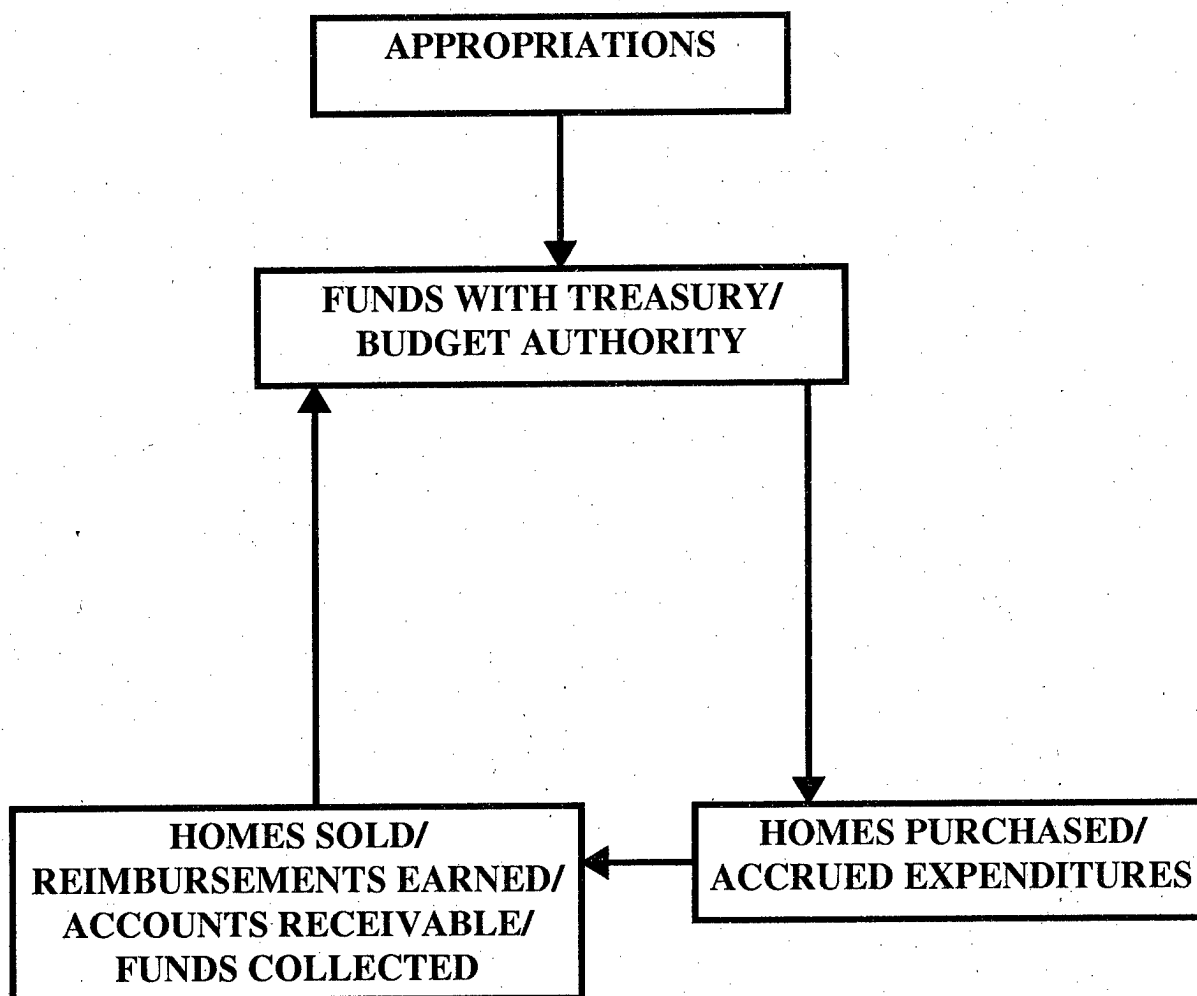 APPROPRIATIONS
FUNDS WITH TREASURY/
BUDGET AUTHORITY
HOMES SOLD/
REIMBURSEMENTS EARNED/
ACCOUNTS RECEIVABLE/
FUNDS COLLECTED
HOMES PURCHASED/
ACCRUED EXPENDITURES